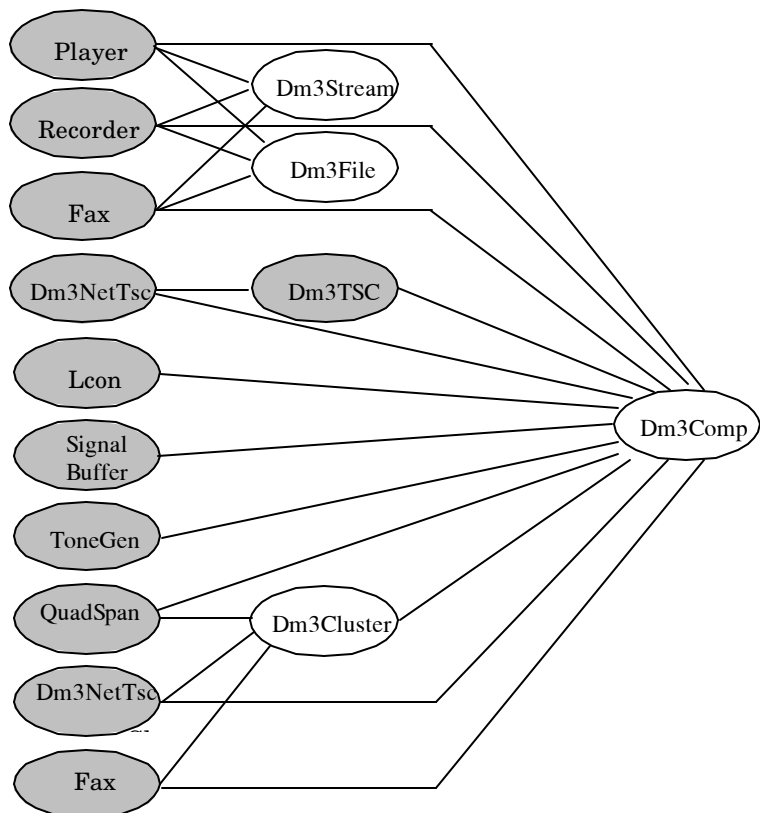 Player
Dm3Stream
Recorder
Dm3File
Fax
Dm3NetTsc
Dm3TSC
Lcon
Dm3Comp
Signal
Buffer
ToneGen
QuadSpan
Dm3Cluster
Dm3NetTsc
Fax